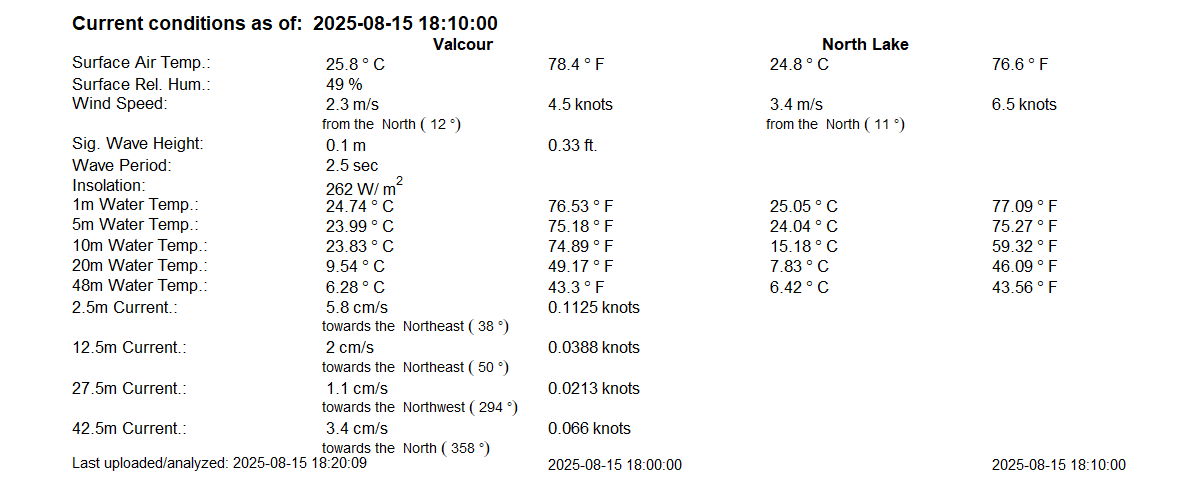 Current conditions as of: 2025-08-15 18:10:00
Valcour North Lake
Surface Air Temp.: 25.8 ° C 78.4 ° F 24.8 ° C 76.6 ° F
Surface Rel. Hum.: 49 %
Wind Speed: 2.3 m/s 4.5 knots 3.4 m/s 6.5 knots
from the North ( 12 °) from the North ( 11 °)
Sig. Wave Height: 0.1 m 0.33 ft.
Wave Period: 2.5 sec
Insolation: 262 W/ m2
1m Water Temp.: 24.74 ° C 76.53 ° F 25.05 ° C 77.09 ° F
5m Water Temp.: 23.99 ° C 75.18 ° F 24.04 ° C 75.27 ° F
10m Water Temp.: 23.83 ° C 74.89 ° F 15.18 ° C 59.32 ° F
20m Water Temp.: 9.54 ° C 49.17 ° F 7.83 ° C 46.09 ° F
48m Water Temp.: 6.28 ° C 43.3 ° F 6.42 ° C 43.56 ° F
2.5m Current.: 5.8 cm/s 0.1125 knots
towards the Northeast ( 38 °)
12.5m Current.: 2 cm/s 0.0388 knots
towards the Northeast ( 50 °)
27.5m Current.: 1.1 cm/s 0.0213 knots
towards the Northwest ( 294 °)
42.5m Current.: 3.4 cm/s 0.066 knots
towards the North ( 358 °)
Last uploaded/analyzed: 2025-08-15 18:20:09 2025-08-15 18:00:00 2025-08-15 18:10:00